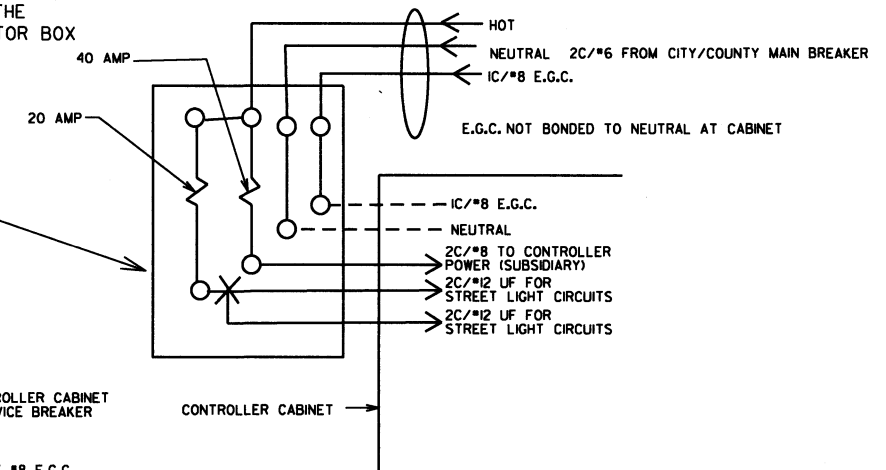 THE
TOR BOX
40 AMP
20 AMP
HOT
NEUTRAL 2C/#6 FROM CITY/COUNTY MAIN BREAKER
1C/#8 E.G.C.
E.G.C. NOT BONDED TO NEUTRAL AT CABINET
1C/#8 E.G.C.
NEUTRAL
2C/#8 TO CONTROLLER
POWER (SUBSIDIARY)
2C/#12 UF FOR
STREET LIGHT CIRCUITS
2C/#12 UF FOR
STREET LIGHT CIRCUITS
ROLLER CABINET
VICE BREAKER
CONTROLLER CABINET
#8 E.G.C.